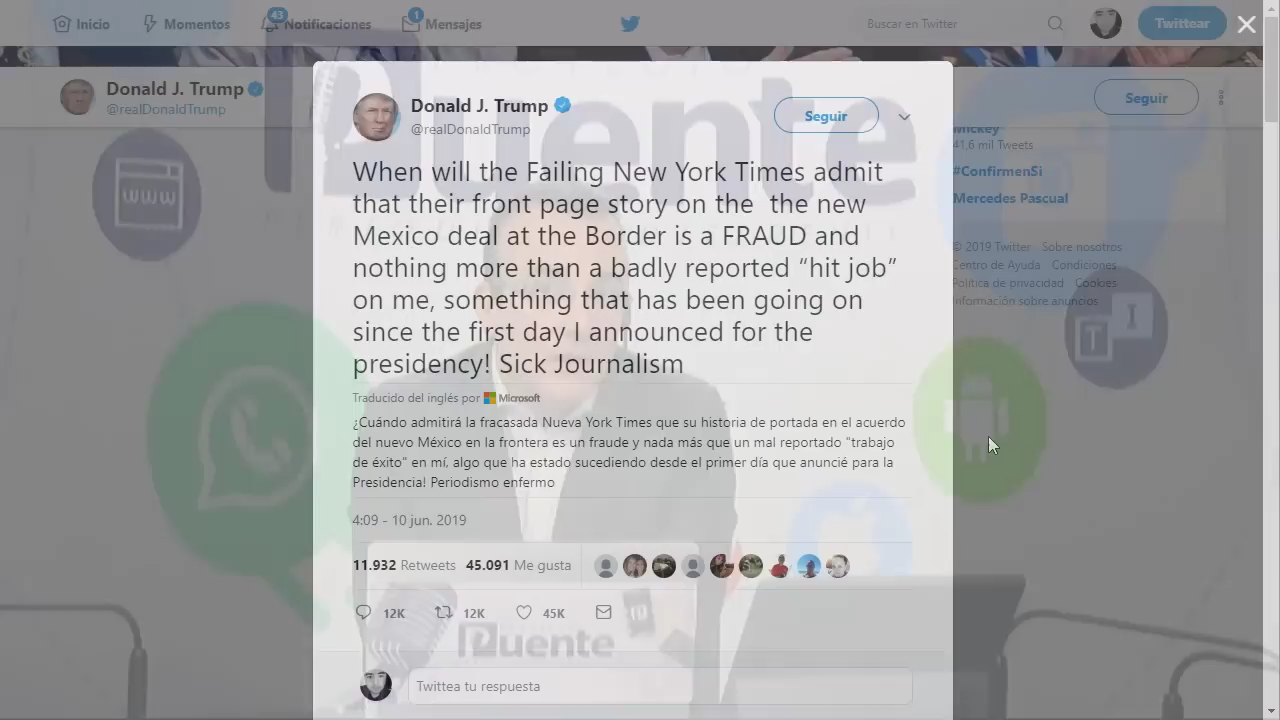 Inicio
Momentos
43
Notificaciones
1
Mensajes
Buscar en Twitter
Twittear
Donald J. Trump
@realDonaldTrump
Seguir
Donald J. Trump
@realDonaldTrump
Seguir
When will the Failing New York Times admit
that their front page story on the  the new
Mexico deal at the Border is a FRAUD and
nothing more than a badly reported “hit job”
on me, something that has been going on
since the first day I announced for the
presidency! Sick Journalism
Traducido del inglés por Microsoft
¿Cuándo admitirá la fracasada Nueva York Times que su historia de portada en el acuerdo
del nuevo México en la frontera es un fraude y nada más que un mal reportado "trabajo
de éxito" en mí, algo que ha estado sucediendo desde el primer día que anuncié para la
Presidencia! Periodismo enfermo
4:09 - 10 jun. 2019
11.932 Retweets 45.091 Me gusta
12K 12K 45K
Twittea tu respuesta
Mickey
41,6 mil Tweets
#ConfirmenSi
Mercedes Pascual
© 2019 Twitter Sobre nosotros
Centro de Ayuda Condiciones
Política de privacidad Cookies
Información sobre anuncios
WWW
T I
Puente
Puente